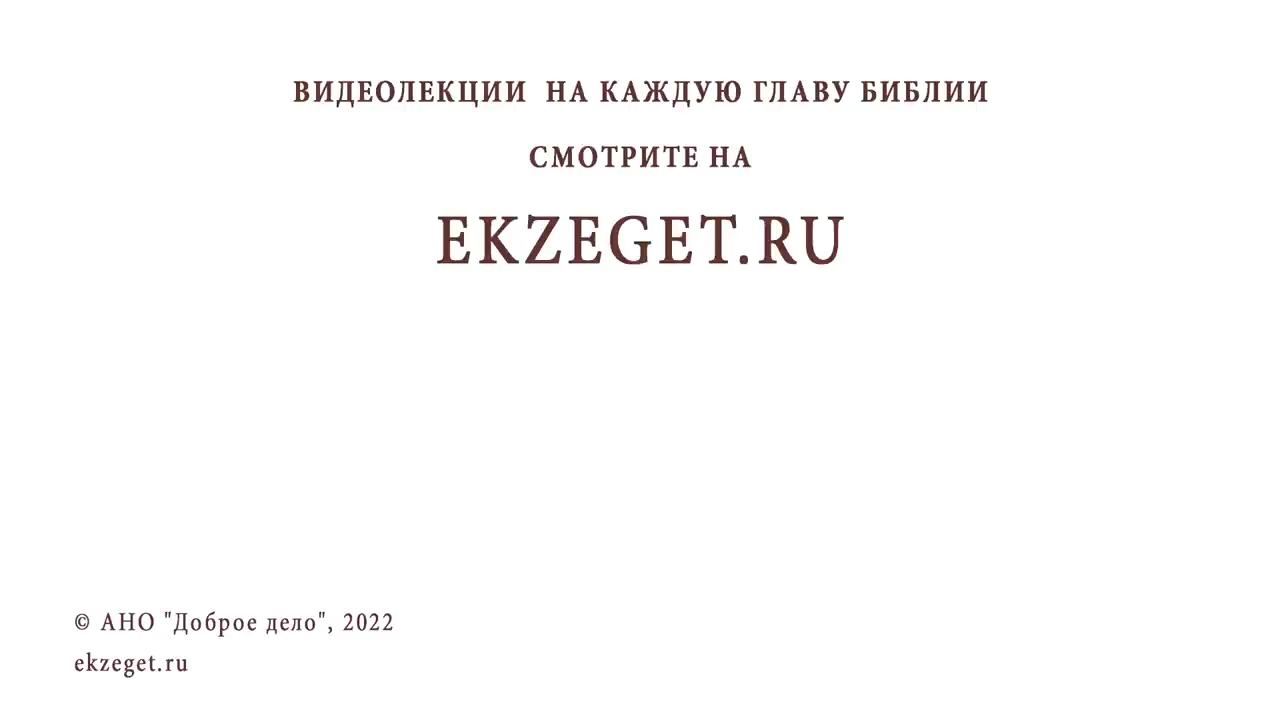 ВИДЕОЛЕКЦИИ НА КАЖДУЮ ГЛАВУ БИБЛИИ
СМОТРИТЕ НА
EKZEGET.RU
© АНО "Доброе дело", 2022
ekzeget.ru